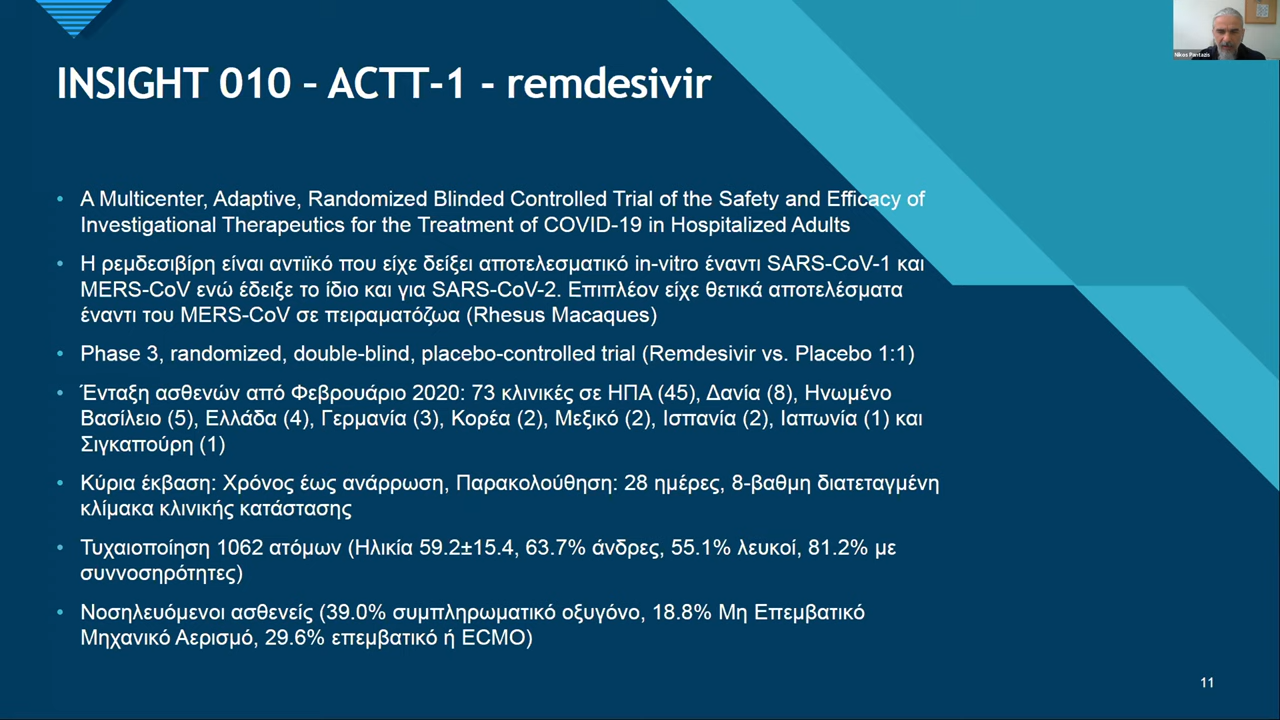 Nikos Pantazis
INSIGHT 010 – ACTT-1 - remdesivir
• A Multicenter, Adaptive, Randomized Blinded Controlled Trial of the Safety and Efficacy of
Investigational Therapeutics for the Treatment of COVID-19 in Hospitalized Adults
• Η ρεμδεσιβίρη είναι αντιϊκό που είχε δείξει αποτελεσματικό in-vitro έναντι SARS-CoV-1 και
MERS-CoV ενώ έδειξε το ίδιο και για SARS-CoV-2. Επιπλέον είχε θετικά αποτελέσματα
έναντι του MERS-CoV σε πειραματόζωα (Rhesus Macaques)
• Phase 3, randomized, double-blind, placebo-controlled trial (Remdesivir vs. Placebo 1:1)
• Ένταξη ασθενών από Φεβρουάριο 2020: 73 κλινικές σε ΗΠΑ (45), Δανία (8), Ηνωμένο
Βασίλειο (5), Ελλάδα (4), Γερμανία (3), Κορέα (2), Μεξικό (2), Ισπανία (2), Ιαπωνία (1) και
Σιγκαπούρη (1)
• Κύρια έκβαση: Χρόνος έως ανάρρωση, Παρακολούθηση: 28 ημέρες, 8-βαθμη διατεταγμένη
κλίμακα κλινικής κατάστασης
• Τυχαιοποίηση 1062 ατόμων (Ηλικία 59.2±15.4, 63.7% άνδρες, 55.1% λευκοί, 81.2% με
συννοσηρότητες)
• Νοσηλευόμενοι ασθενείς (39.0% συμπληρωματικό οξυγόνο, 18.8% Μη Επεμβατικό
Μηχανικό Αερισμό, 29.6% επεμβατικό ή ECMO)
11